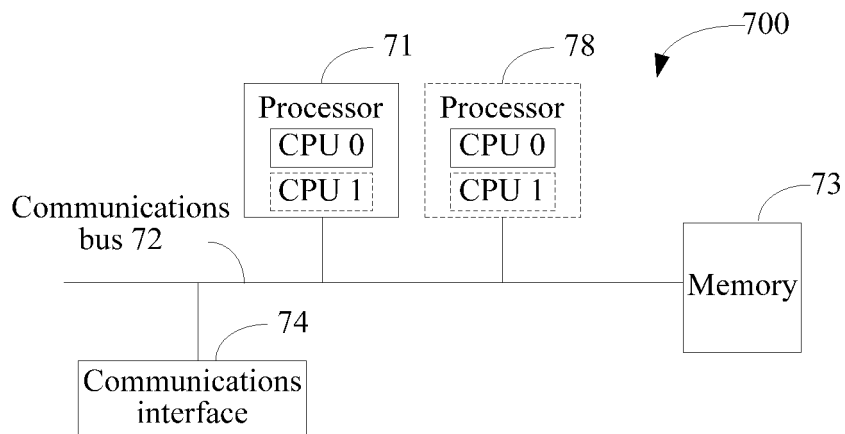 71
78
700
Processor
CPU 0
CPU 1
Processor
CPU 0
CPU 1
73
Communications
bus 72
Memory
74
Communications
interface